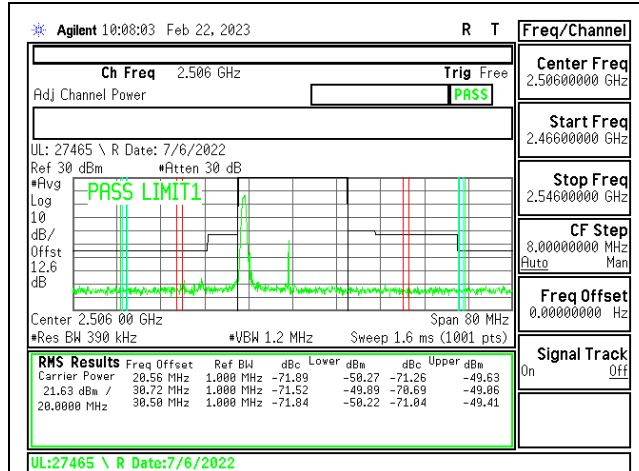 Agilent 10:08:03 Feb 22, 2023 R T
Freq/Channel
Ch Freq 2.506 GHz Trig Free
Adj Channel Power PASS
UL: 27465 \ R Date: 7/6/2022
Ref 30 dBm #Atten 30 dB
#Avg
Log
10
dB/
Offst
12.6
dB
PASS LIMIT1
Center 2.506 00 GHz Span 80 MHz
#Res BW 390 kHz #VBW 1.2 MHz Sweep 1.6 ms (1001 pts)
RMS Results Freq Offset Ref BW dBc Lower dBm dBc Upper dBm
Carrier Power 20.56 MHz 1.000 MHz -71.89 -50.27 -71.26 -49.63
21.63 dBm / 30.72 MHz 1.000 MHz -71.52 -49.89 -70.69 -49.06
20.0000 MHz 30.50 MHz 1.000 MHz -71.84 -50.22 -71.04 -49.41
UL:27465 \ R Date:7/6/2022
Center Freq
2.50600000 GHz
Start Freq
2.46600000 GHz
Stop Freq
2.54600000 GHz
CF Step
8.00000000 MHz
Auto Man
Freq Offset
0.00000000 Hz
Signal Track
On Off